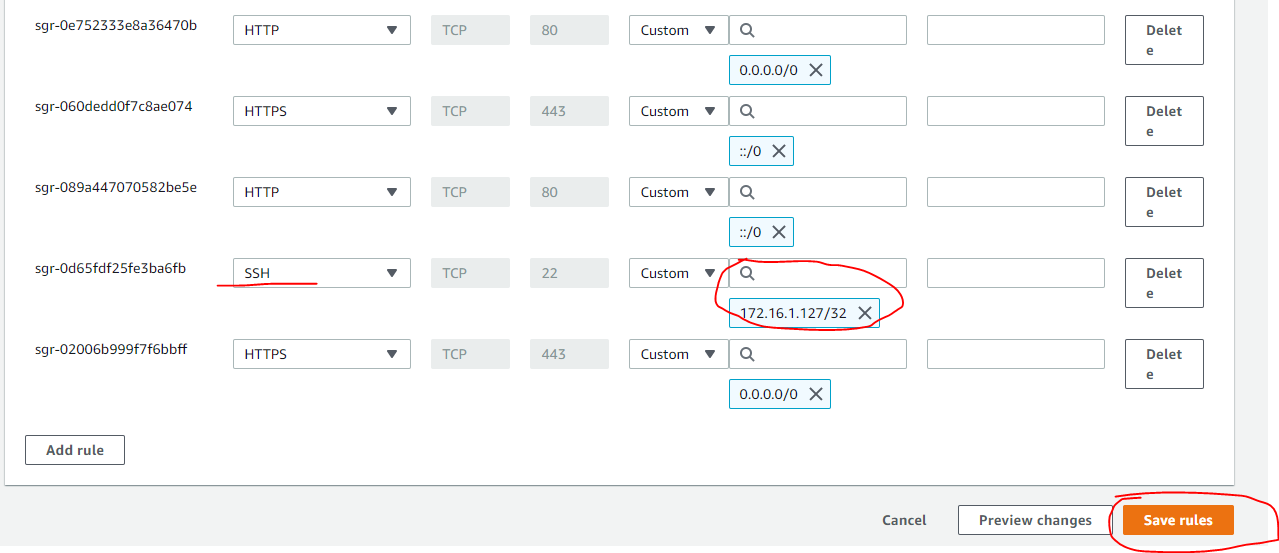 sgr-0e752333e8a36470b HTTP TCP 80 Custom Delet
e
0.0.0.0/0
sgr-060dedd0f7c8ae074 HTTPS TCP 443 Custom Delet
e
::/0
sgr-089a447070582be5e HTTP TCP 80 Custom Delet
e
::/0
sgr-0d65fdf25fe3ba6fb SSH TCP 22 Custom Delet
e
172.16.1.127/32
sgr-02006b999f7f6bbff HTTPS TCP 443 Custom Delet
e
0.0.0.0/0
Add rule
Cancel Preview changes Save rules